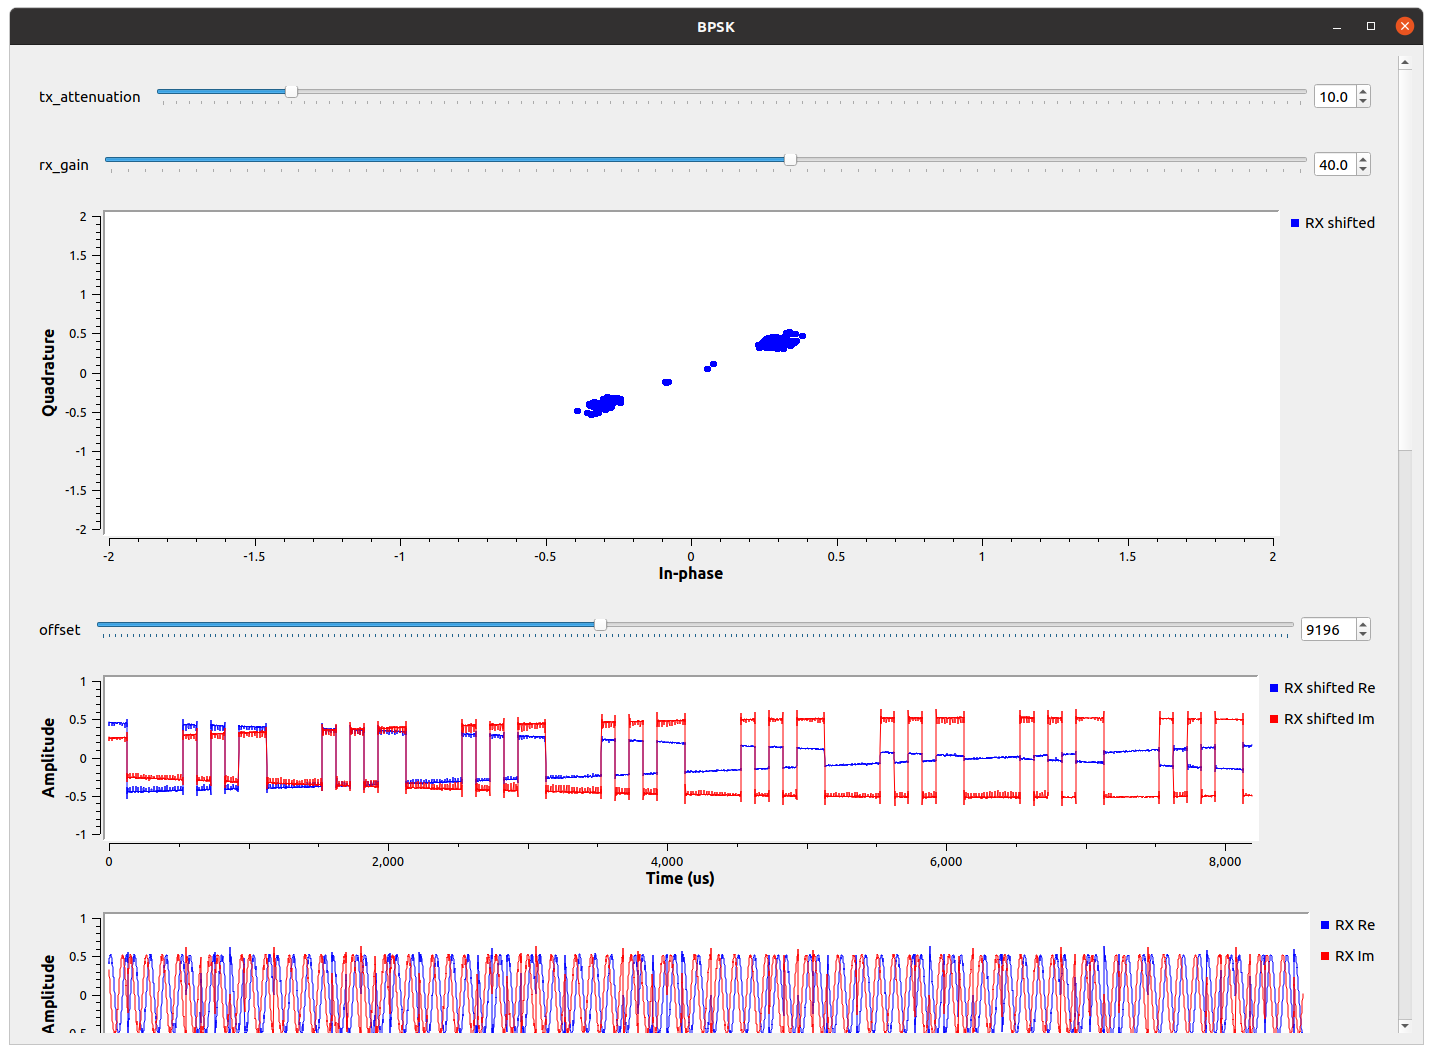 BPSK
tx_attenuation
10.0
rx_gain
40.0
2
1.5
1
0.5
0
-0.5
-1
-1.5
-2
Quadrature
RX shifted
-2 -1.5 -1 -0.5 0 0.5 1 1.5 2
In-phase
offset
9196
1
0.5
0
-0.5
-1
Amplitude
RX shifted Re
RX shifted Im
0 2,000 4,000 6,000 8,000
Time (us)
1
0.5
0
-0.5
Amplitude
RX Re
RX Im